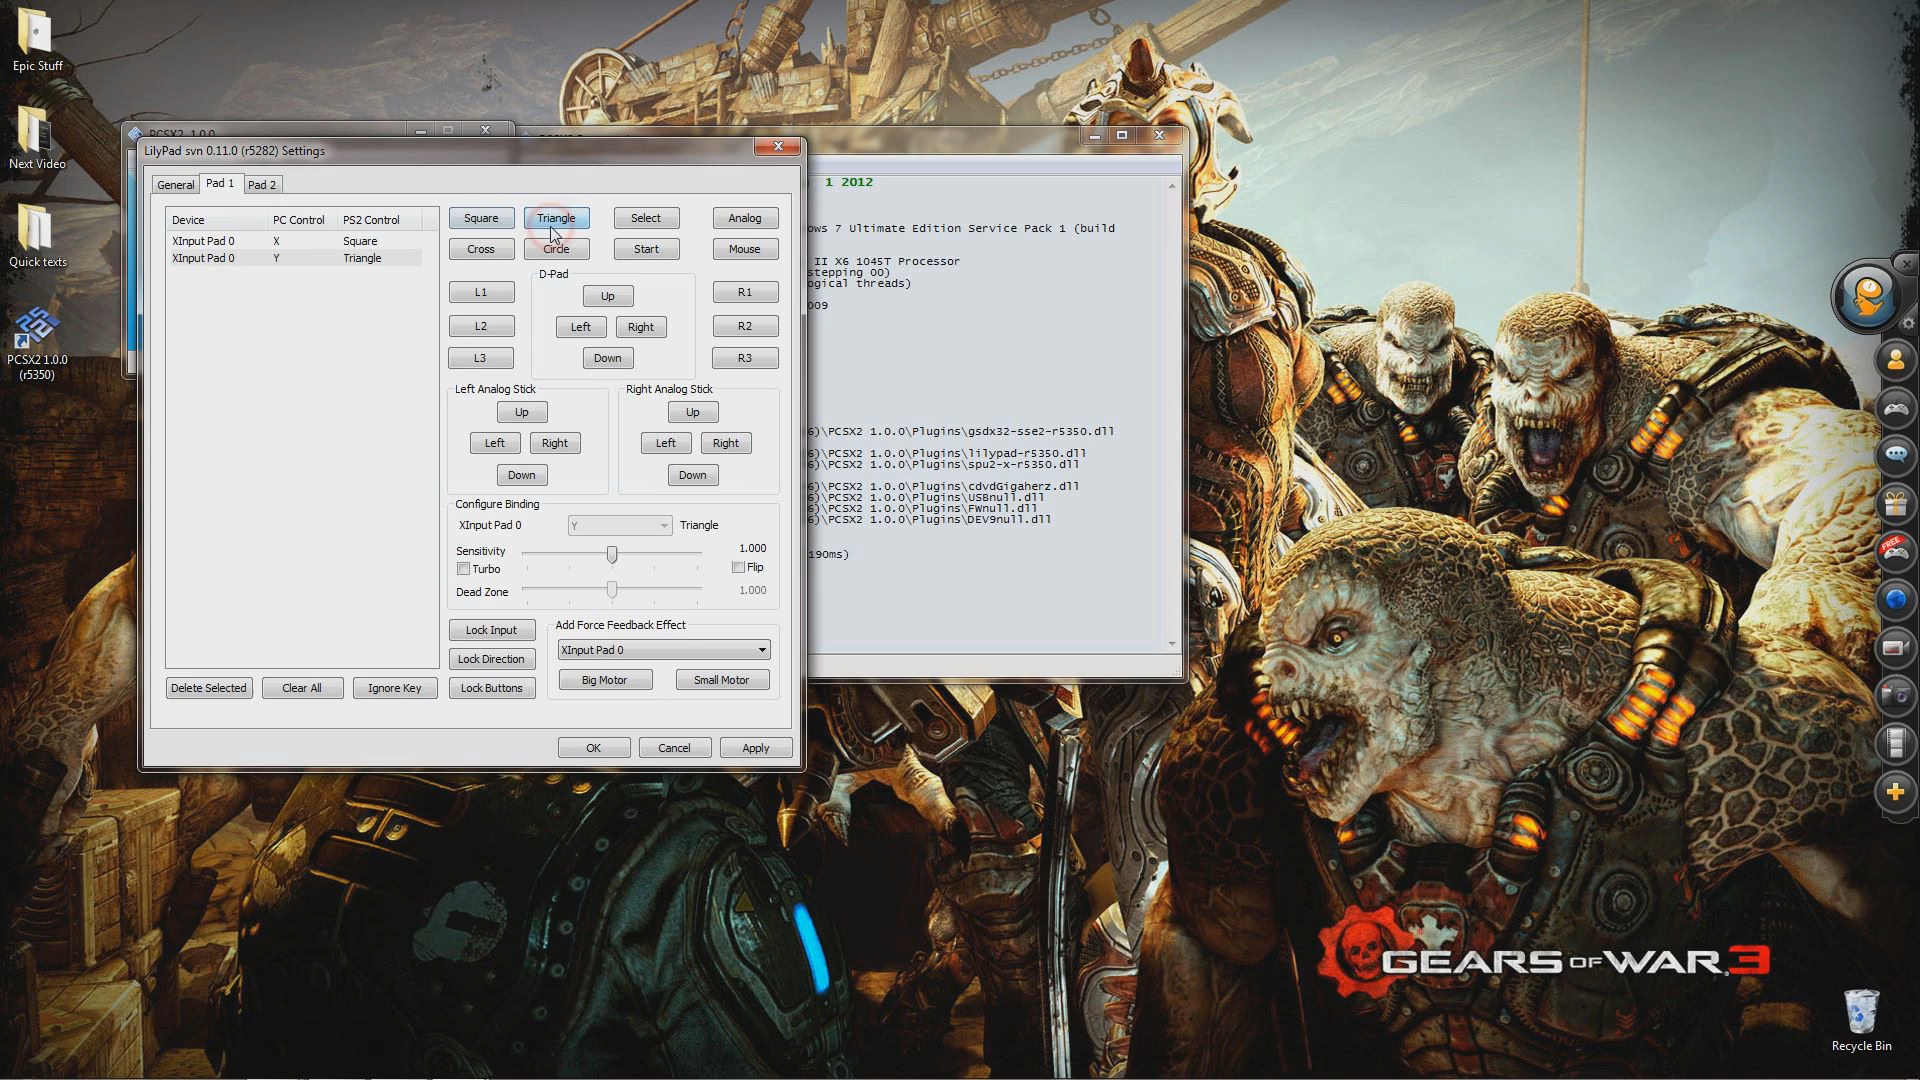 Epic Stuff
Next Video
Quick texts
PCSX2 1.0.0
(r5350)
PCSX2 1.0.0
LilyPad svn 0.11.0 (r5282) Settings
General
Pad 1
Pad 2
Device PC Control PS2 Control
XInput Pad 0 X Square
XInput Pad 0 Y Triangle
Square Triangle Select Analog
Cross Circle Start Mouse
D-Pad
L1 Up R1
L2 Left Right R2
L3 Down R3
Left Analog Stick
Up
Left Right
Down
Right Analog Stick
Up
Left Right
Down
Configure Binding
XInput Pad 0 Y Triangle
Sensitivity 1.000
Turbo Flip
Dead Zone 1.000
Lock Input
Lock Direction
Lock Buttons
Add Force Feedback Effect
XInput Pad 0
Big Motor Small Motor
Delete Selected Clear All Ignore Key
OK Cancel Apply
1 2012
ows 7 Ultimate Edition Service Pack 1 (build
II X6 1045T Processor
stepping 00)
ogical threads)
009
6)\PCSX2 1.0.0\Plugins\gsdx32-sse2-r5350.dll
6)\PCSX2 1.0.0\Plugins\lilypad-r5350.dll
6)\PCSX2 1.0.0\Plugins\spu2-x-r5350.dll
6)\PCSX2 1.0.0\Plugins\cdvdGigaherz.dll
6)\PCSX2 1.0.0\Plugins\USBnull.dll
6)\PCSX2 1.0.0\Plugins\FWnull.dll
6)\PCSX2 1.0.0\Plugins\DEV9null.dll
190ms)
FREE
GEARS OF WAR 3
Recycle Bin